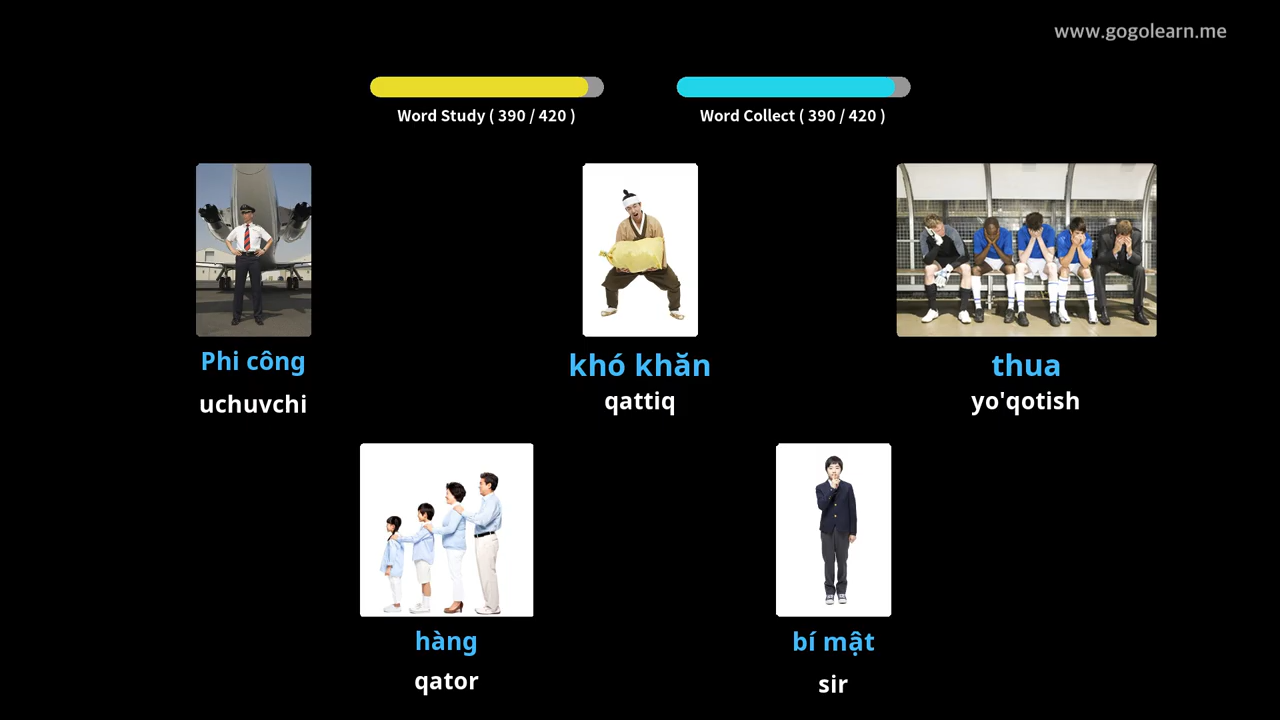 www.gogolearn.me
Word Study ( 390 / 420 )
Word Collect ( 390 / 420 )
Phi công
uchuvchi
khó khăn
qattiq
thua
yo'qotish
hàng
qator
bí mật
sir